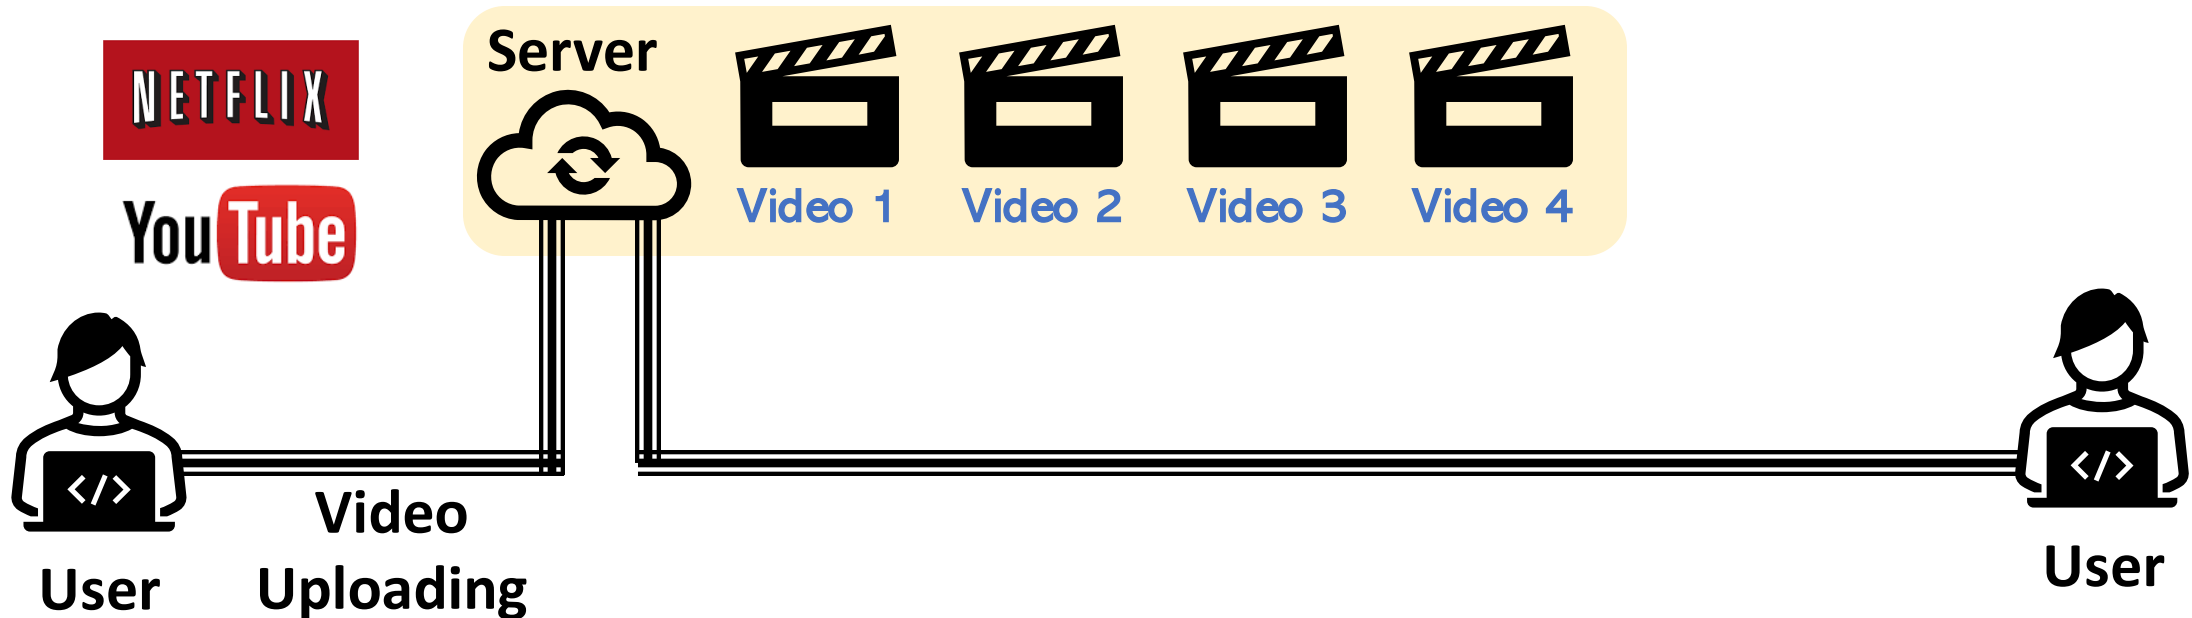 NETFLIX
YouTube
Server
Video 1
Video 2
Video 3
Video 4
</>
User
Video
Uploading
</>
User